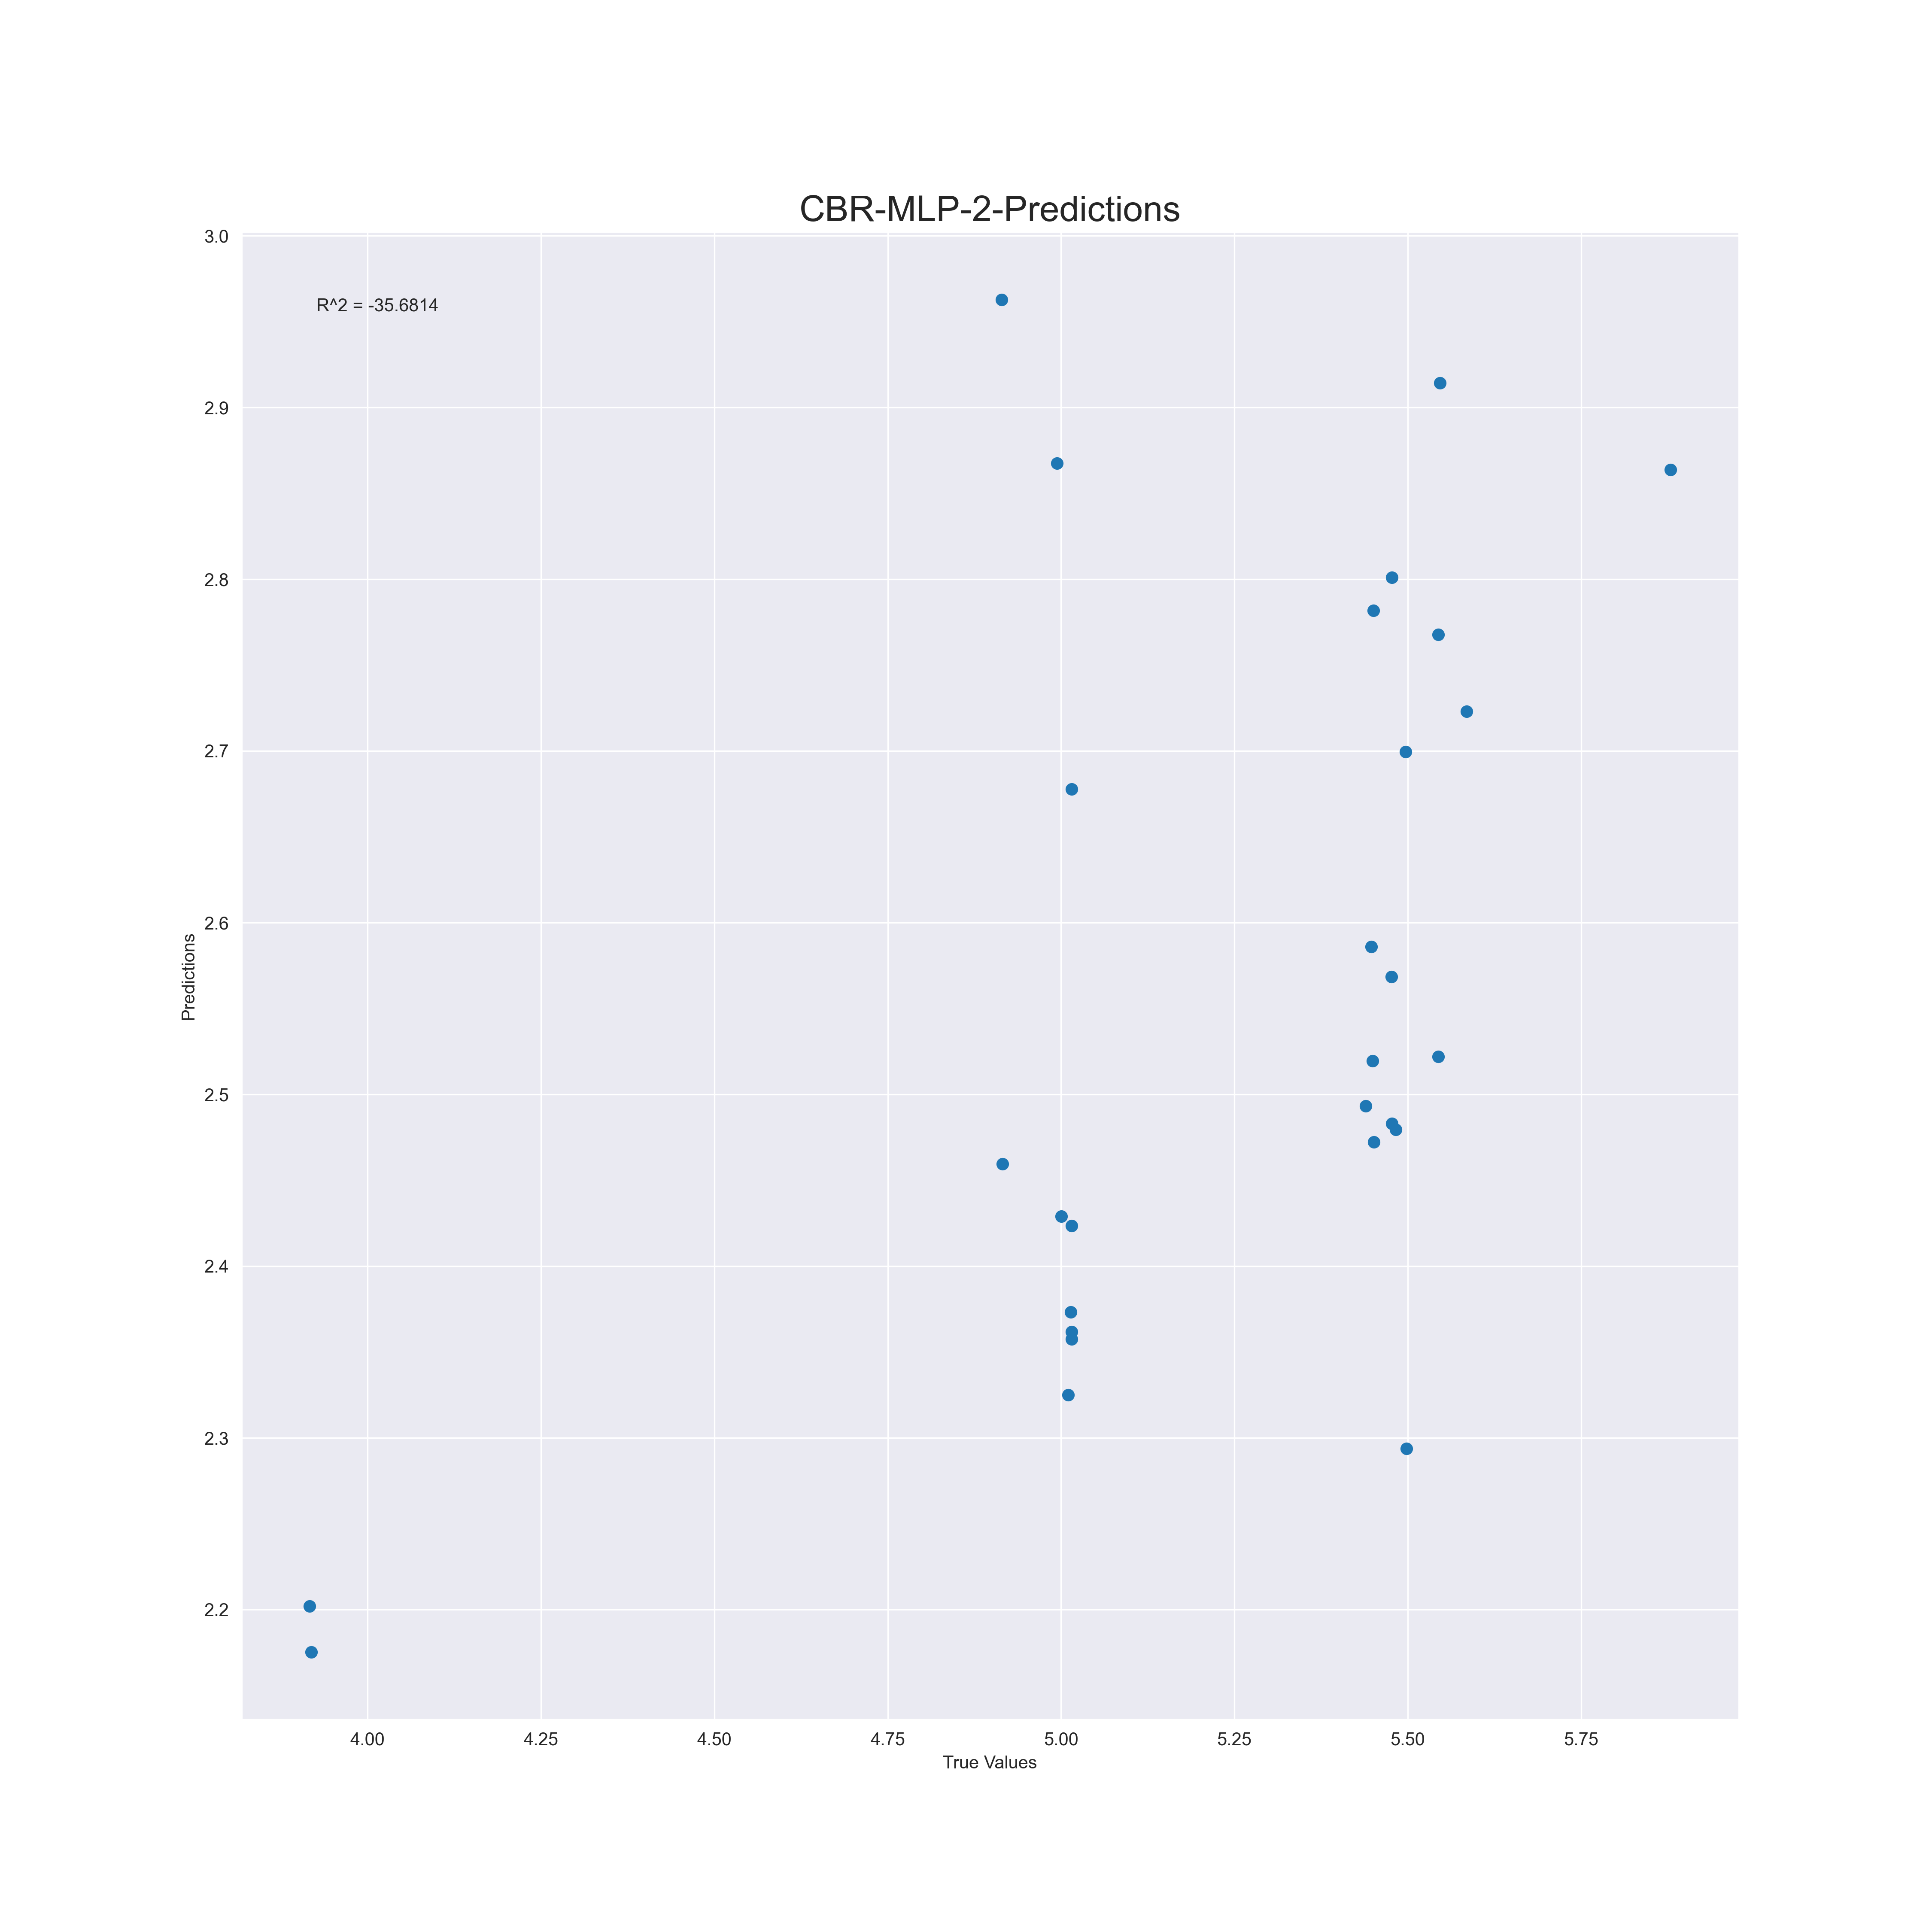 CBR-MLP-2-Predictions
R^2 = -35.6814
3.0
2.9
2.8
2.7
2.6
2.5
2.4
2.3
2.2
Predictions
4.00 4.25 4.50 4.75 5.00 5.25 5.50 5.75
True Values